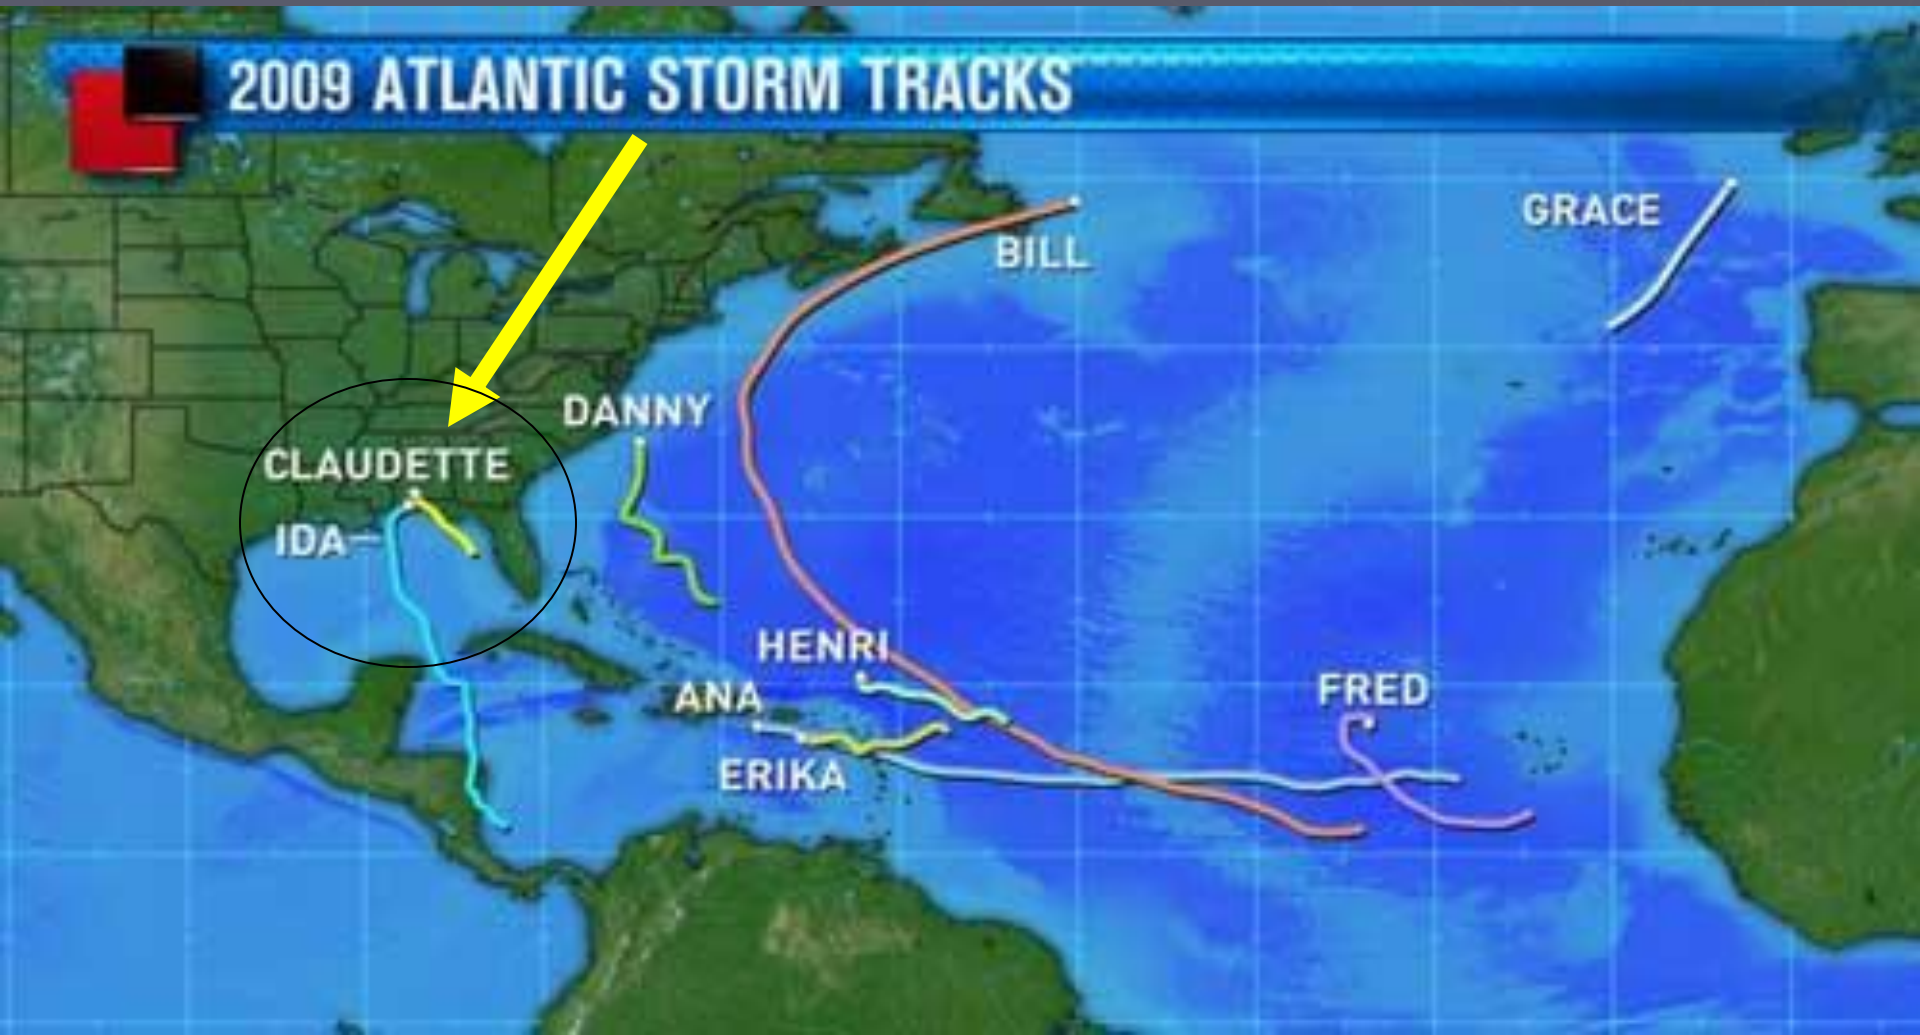 2009 ATLANTIC STORM TRACKS
GRACE
BILL
DANNY
CLAUDETTE
IDA
HENRI
ANA
FRED
ERIKA